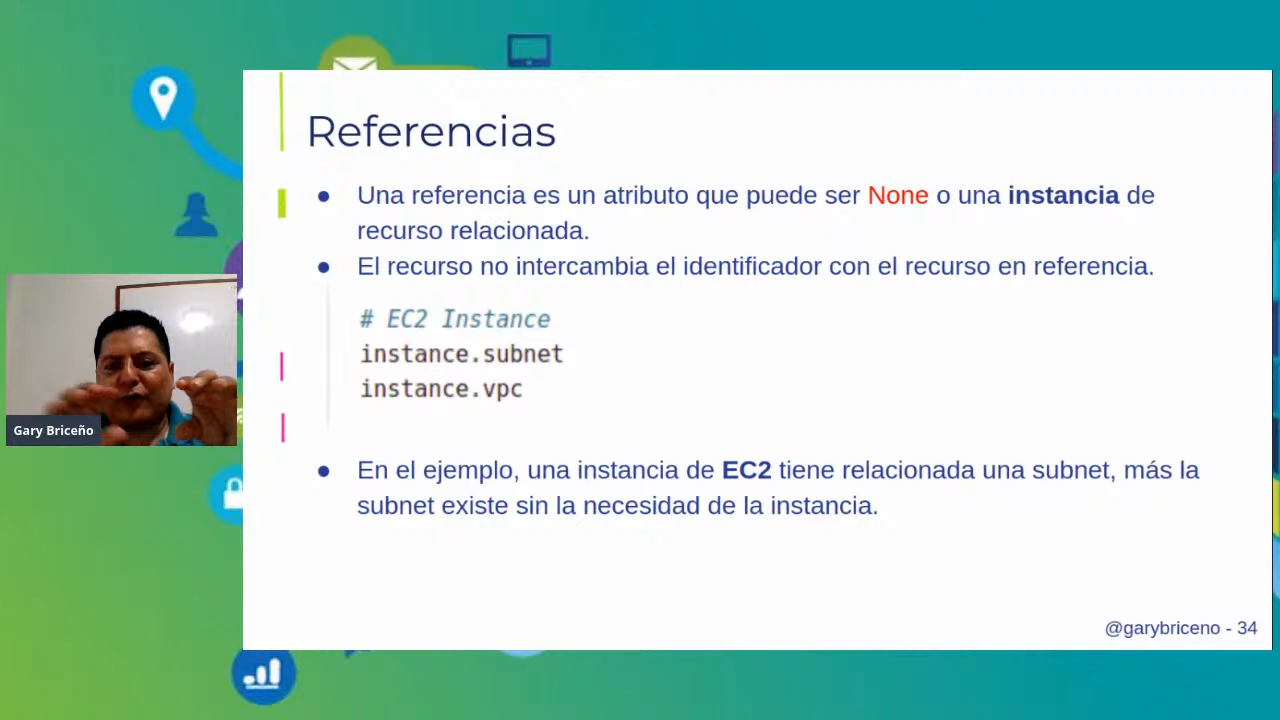 Referencias
● Una referencia es un atributo que puede ser None o una instancia de
recurso relacionada.
● El recurso no intercambia el identificador con el recurso en referencia.
# EC2 Instance
instance.subnet
instance.vpc
Gary Briceño
● En el ejemplo, una instancia de EC2 tiene relacionada una subnet, más la
subnet existe sin la necesidad de la instancia.
@garybriceno - 34